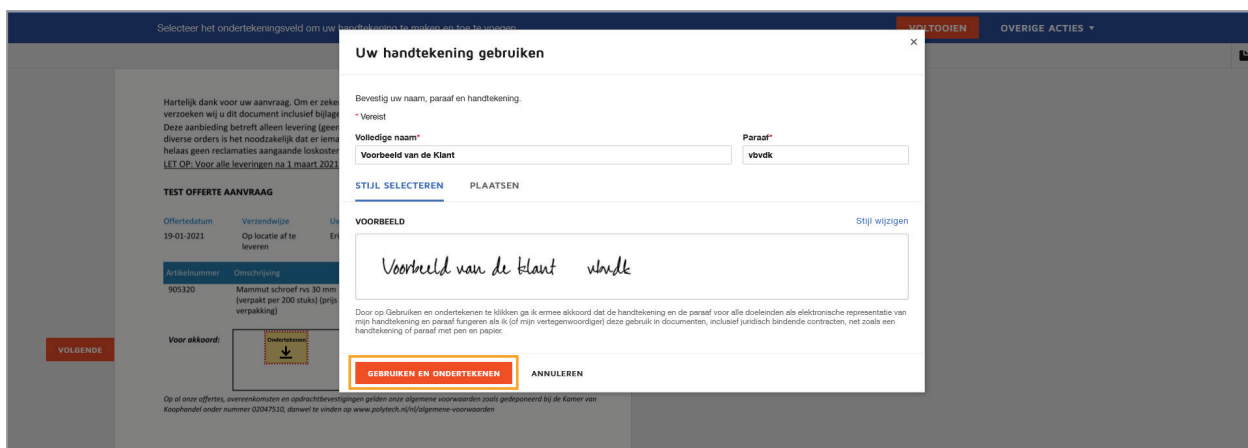 Selecteer het ondertekeningsveld om uw handtekening te maken en toe te voegen
VOLTOOIEN
OVERIGE ACTIES
Uw handtekening gebruiken
×
Bevestig uw naam, paraaf en handtekening.
* Vereist
Volledige naam*
Paraaf*
Voorbeeld van de Klant
vbvdk
STIJL SELECTEREN
PLAATSEN
VOORBEELD
Stijl wijzigen
Voorbeeld van de klant vbvdk
Door op Gebruiken en ondertekenen te klikken ga ik ermee akkoord dat de handtekening en de paraaf voor alle doeleinden als elektronische representatie van
mijn handtekening en paraaf fungeren als ik (of mijn vertegenwoordiger) deze gebruik in documenten, inclusief juridisch bindende contracten, net zoals een
handtekening of paraaf met pen en papier.
GEBRUIKEN EN ONDERTEKENEN
ANNULEREN
Hartelijk dank voor uw aanvraag. Om er
verzoeken wij u dit document inclusief
Deze aanbieding betreft alleen levering
diverse orders is het noodzakelijk dat er
helaas geen reclamaties aangaande
LET OP: Voor alle leveringen na 1 maart 2021
TEST OFFERTE AANVRAAG
Offertedatum Verzendwijze
19-01-2021 Op locatie af te
leveren
Artikelnummer Omschrijving
905320 Mammut schroef rvs 30 mm
(verpakt per 200 stuks) (prijs
verpakking)
Voor akkoord:
Ondertekenen
VOLGENDE
Op al onze offertes, overeenkomsten en opdrachtbevestigingen gelden onze algemene voorwaarden zoals gedeponeerd bij de Kamer van
Koophandel onder nummer 02047510, danwel te vinden op www.polytech.nl/nl/algemene-voorwaarden